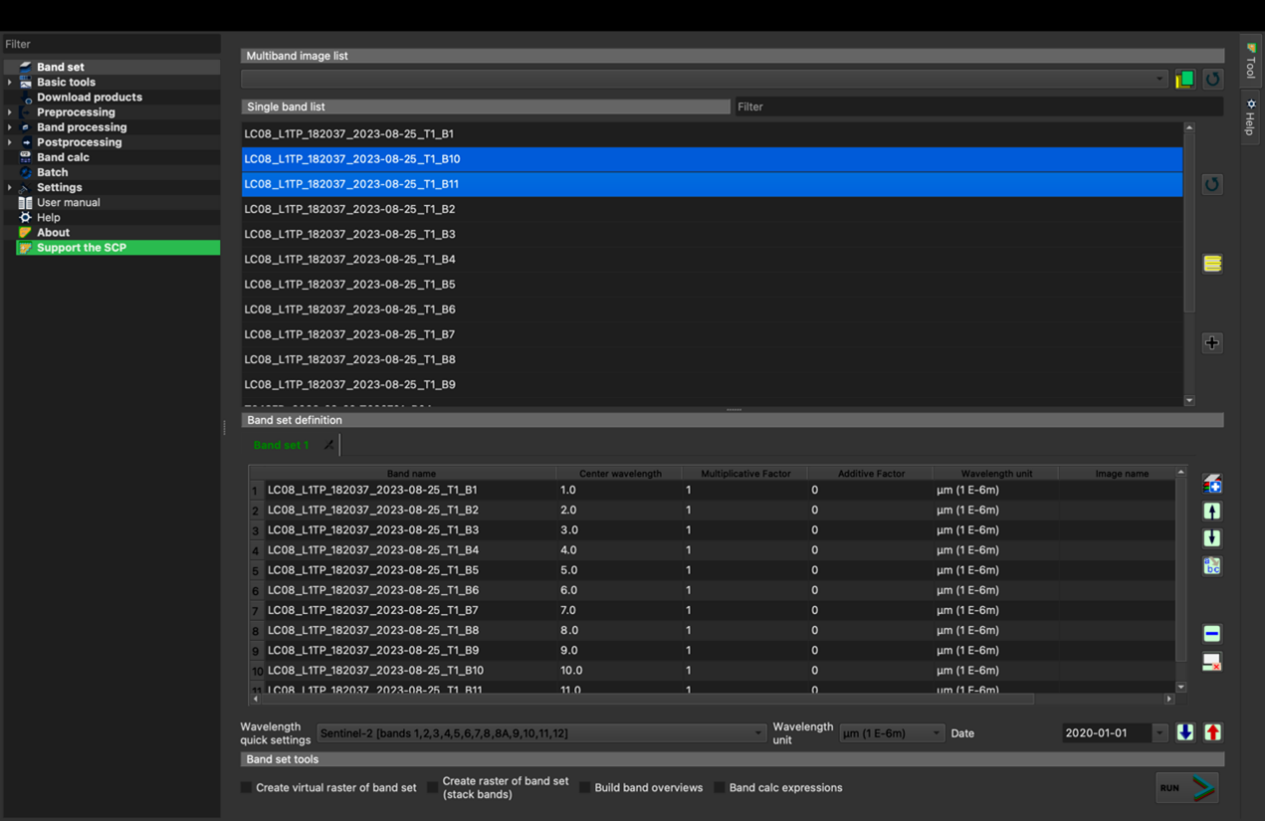 Filter
Band set
Basic tools
Download products
Preprocessing
Band processing
Postprocessing
Band calc
Batch
Settings
User manual
Help
About
Support the SCP
Multiband image list
Single band list Filter
LC08_L1TP_182037_2023-08-25_T1_B1
LC08_L1TP_182037_2023-08-25_T1_B10
LC08_L1TP_182037_2023-08-25_T1_B11
LC08_L1TP_182037_2023-08-25_T1_B2
LC08_L1TP_182037_2023-08-25_T1_B3
LC08_L1TP_182037_2023-08-25_T1_B4
LC08_L1TP_182037_2023-08-25_T1_B5
LC08_L1TP_182037_2023-08-25_T1_B6
LC08_L1TP_182037_2023-08-25_T1_B7
LC08_L1TP_182037_2023-08-25_T1_B8
LC08_L1TP_182037_2023-08-25_T1_B9
Band set definition
Band set 1
Band name Center wavelength Multiplicative Factor Additive Factor Wavelength unit Image name
1 LC08_L1TP_182037_2023-08-25_T1_B1 1.0 1 0 µm (1 E-6m)
2 LC08_L1TP_182037_2023-08-25_T1_B2 2.0 1 0 µm (1 E-6m)
3 LC08_L1TP_182037_2023-08-25_T1_B3 3.0 1 0 µm (1 E-6m)
4 LC08_L1TP_182037_2023-08-25_T1_B4 4.0 1 0 µm (1 E-6m)
5 LC08_L1TP_182037_2023-08-25_T1_B5 5.0 1 0 µm (1 E-6m)
6 LC08_L1TP_182037_2023-08-25_T1_B6 6.0 1 0 µm (1 E-6m)
7 LC08_L1TP_182037_2023-08-25_T1_B7 7.0 1 0 µm (1 E-6m)
8 LC08_L1TP_182037_2023-08-25_T1_B8 8.0 1 0 µm (1 E-6m)
9 LC08_L1TP_182037_2023-08-25_T1_B9 9.0 1 0 µm (1 E-6m)
10 LC08_L1TP_182037_2023-08-25_T1_B10 10.0 1 0 µm (1 E-6m)
11 LC08_L1TP_182037_2023-08-25_T1_B11 11.0 1 0 µm (1 E-6m)
Wavelength
quick settings
Sentinel-2 [bands 1,2,3,4,5,6,7,8,8A,9,10,11,12]
Wavelength
unit
µm (1 E-6m)
Date
2020-01-01
Band set tools
Create virtual raster of band set
Create raster of band set
(stack bands)
Build band overviews
Band calc expressions
RUN
Tool
Help